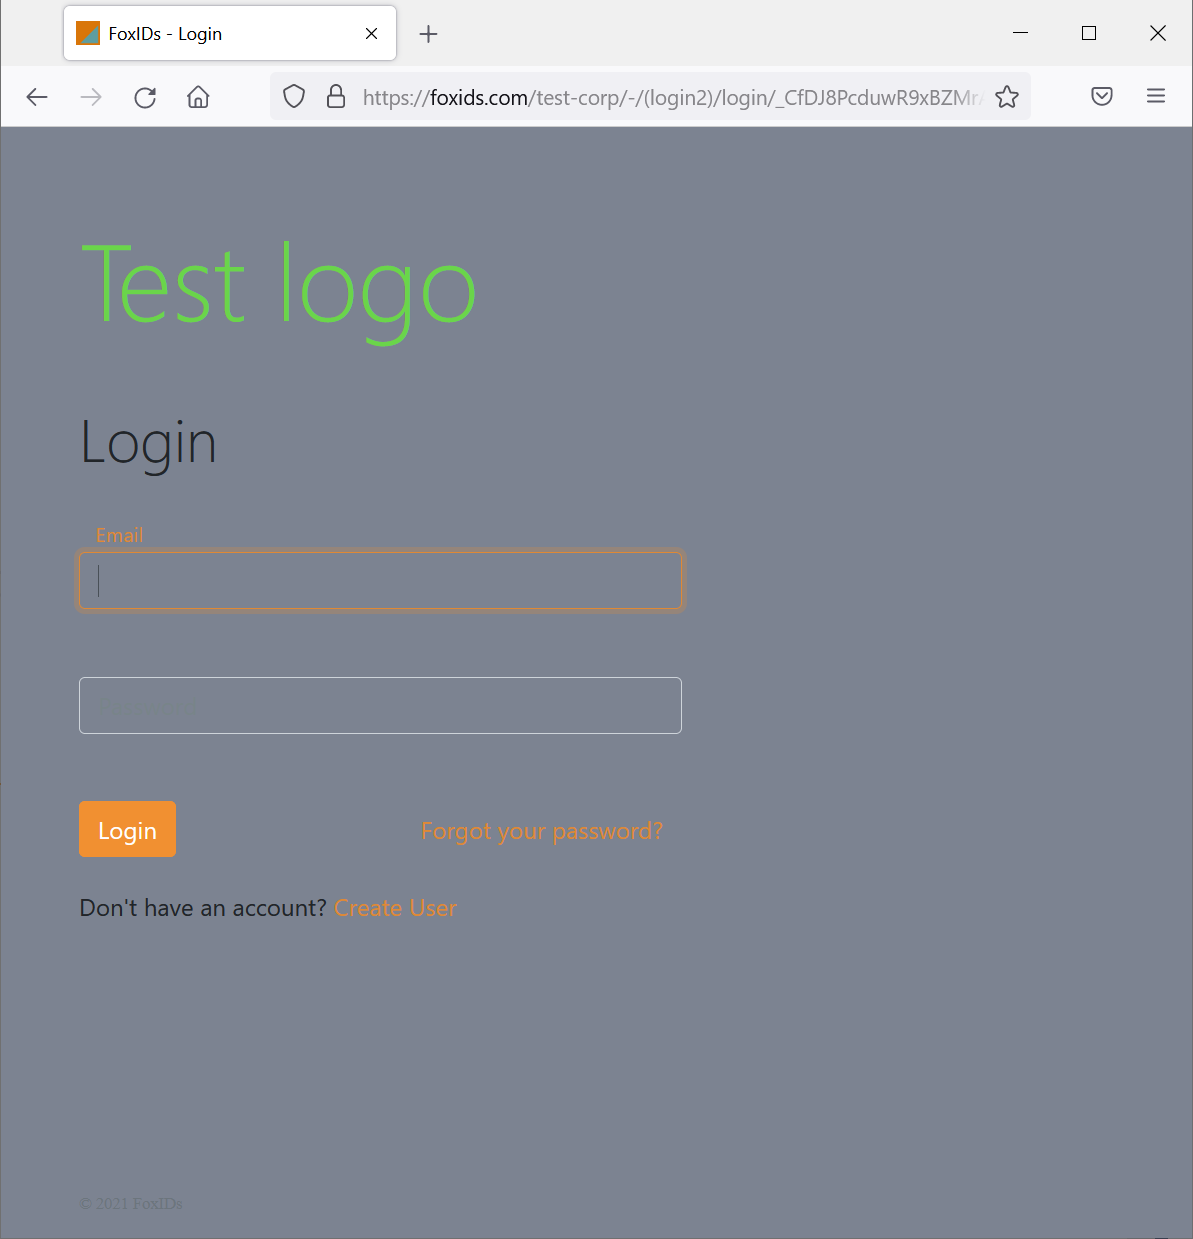 FoxIDs - Login
https://foxids.com/test-corp/-/(login2)/login/_CfDJ8PcduwR9xBZMr
Test logo
Login
Email
Password
Login
Forgot your password?
Don't have an account? Create User
© 2021 FoxIDs